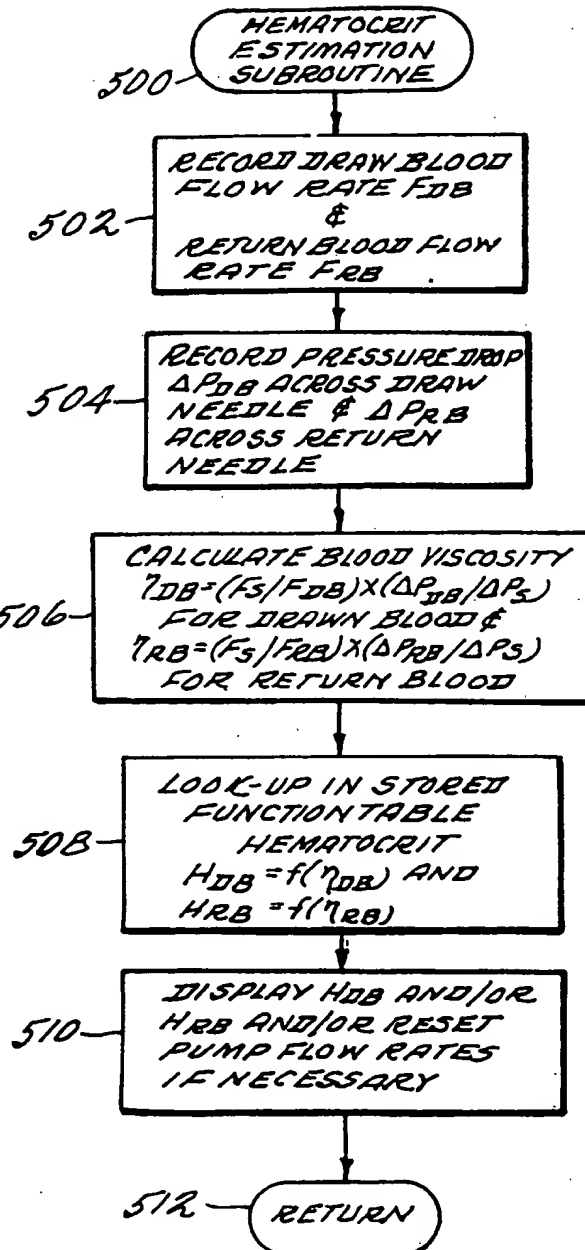 HEMATOCRIT
ESTIMATION
SUBROUTINE
500
RECORD DRAW BLOOD
FLOW RATE FDB
&
RETURN BLOOD FLOW
RATE FRB
502
RECORD PRESSURE DROP
ΔPDB ACROSS DRAW
NEEDLE & ΔPRB
ACROSS RETURN
NEEDLE
504
CALCULATE BLOOD VISCOSITY
ηDB=(FS/FDB)X(ΔPDB/ΔPS)
FOR DRAWN BLOOD &
ηRB=(FS/FRB)X(ΔPRB/ΔPS)
FOR RETURN BLOOD
506
LOOK-UP IN STORED
FUNCTION TABLE
HEMATOCRIT
HDB=f(ηDB) AND
HRB=f(ηRB)
508
DISPLAY HDB AND/OR
HRB AND/OR RESET
PUMP FLOW RATES
IF NECESSARY
510
512
RETURN